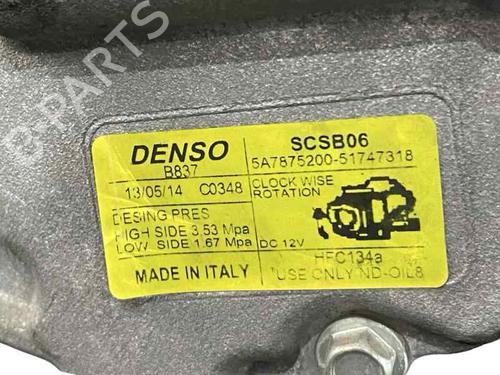 B-PARTS
DENSO
B837
13/05/14 C0348
DESING PRES
HIGH SIDE 3.53 Mpa
LOW SIDE 1.67 Mpa
MADE IN ITALY
SCSB06
5A7875200-51747318
CLOCK WISE
ROTATION
DC 12V
HFC134a
USE ONLY ND-OIL8